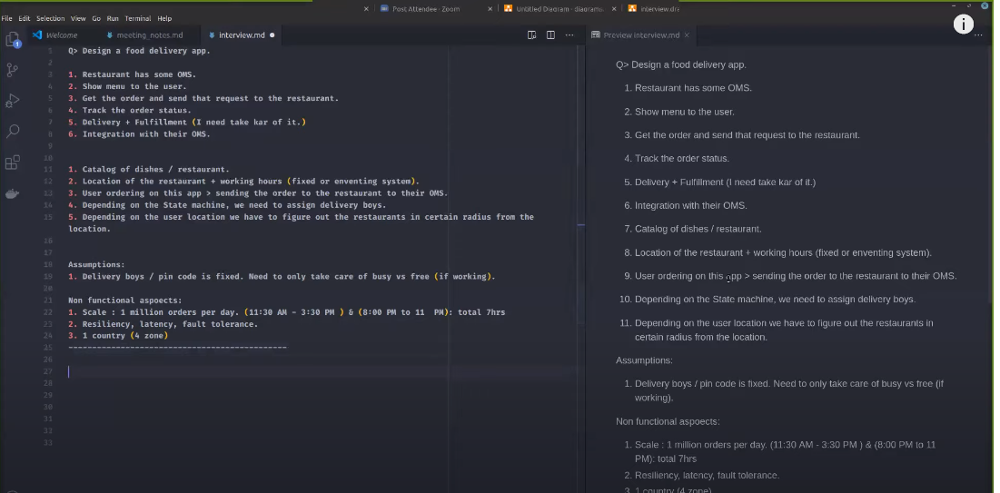 Post Attendee - Zoom
Untitled Diagram - diagrams.
interview.dra
File Edit Selection View Go Run Terminal Help
Welcome
meeting_notes.md
interview.md
Preview interview.md
1 Q> Design a food delivery app.
2
3 1. Restaurant has some OMS.
4 2. Show menu to the user.
5 3. Get the order and send that request to the restaurant.
6 4. Track the order status.
7 5. Delivery + Fulfillment (I need take kar of it.)
8 6. Integration with their OMS.
9
10
11 1. Catalog of dishes / restaurant.
12 2. Location of the restaurant + working hours (fixed or enventing system).
13 3. User ordering on this app > sending the order to the restaurant to their OMS.
14 4. Depending on the State machine, we need to assign delivery boys.
15 5. Depending on the user location we have to figure out the restaurants in certain radius from the
location.
16
17
18 Assumptions:
19 1. Delivery boys / pin code is fixed. Need to only take care of busy vs free (if working).
20
21 Non functional aspoects:
22 1. Scale : 1 million orders per day. (11:30 AM - 3:30 PM ) & (8:00 PM to 11 PM): total 7hrs
23 2. Resiliency, latency, fault tolerance.
24 3. 1 country (4 zone)
25 ----------------------------------------------
26
27
28
29
30
31
32
33
Q> Design a food delivery app.
1. Restaurant has some OMS.
2. Show menu to the user.
3. Get the order and send that request to the restaurant.
4. Track the order status.
5. Delivery + Fulfillment (I need take kar of it.)
6. Integration with their OMS.
7. Catalog of dishes / restaurant.
8. Location of the restaurant + working hours (fixed or enventing system).
9. User ordering on this app > sending the order to the restaurant to their OMS.
10. Depending on the State machine, we need to assign delivery boys.
11. Depending on the user location we have to figure out the restaurants in
certain radius from the location.
Assumptions:
1. Delivery boys / pin code is fixed. Need to only take care of busy vs free (if
working).
Non functional aspoects:
1. Scale : 1 million orders per day. (11:30 AM - 3:30 PM ) & (8:00 PM to 11
PM): total 7hrs
2. Resiliency, latency, fault tolerance.
3. 1 country (4 zone)